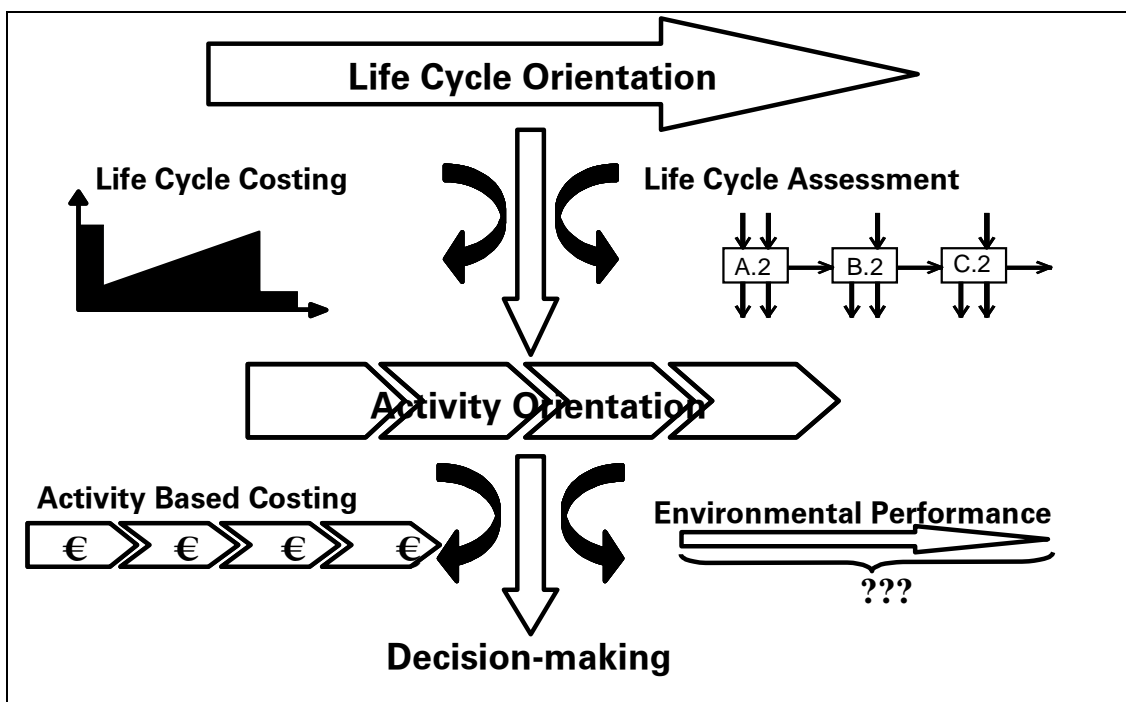 Life Cycle Orientation
Life Cycle Costing
Life Cycle Assessment
A.2
B.2
C.2
Activity Orientation
Activity Based Costing
€ € € €
Environmental Performance
???
Decision-making